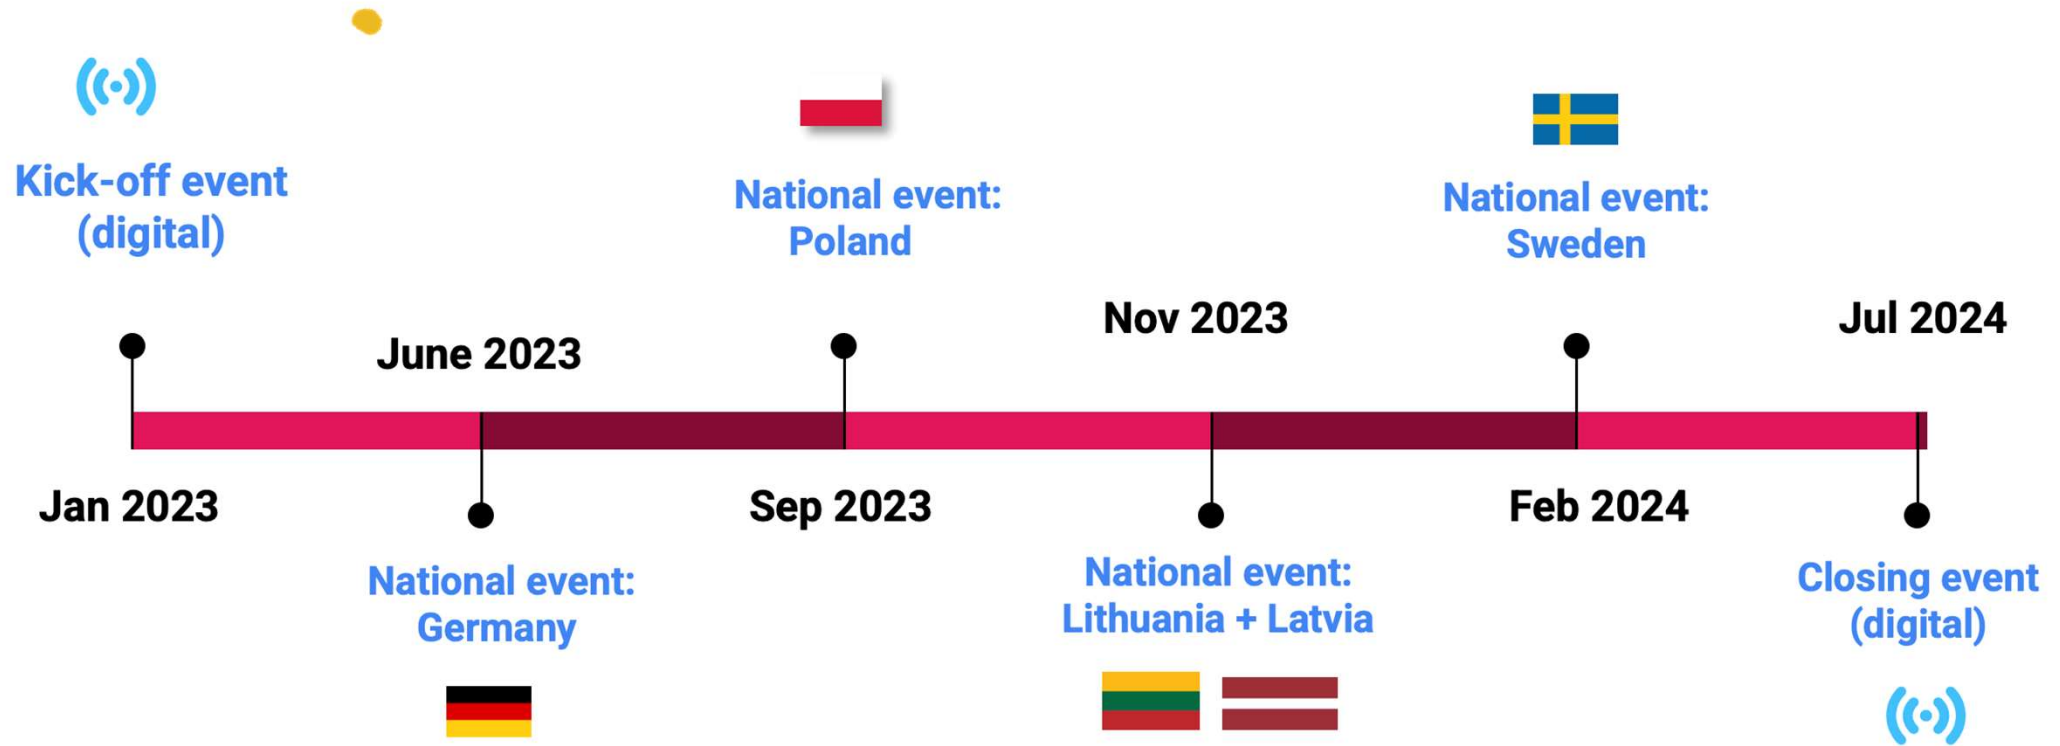 Kick-off event
(digital)
Jan 2023
June 2023
National event:
Germany
National event:
Poland
Sep 2023
Nov 2023
National event:
Lithuania + Latvia
National event:
Sweden
Feb 2024
Jul 2024
Closing event
(digital)